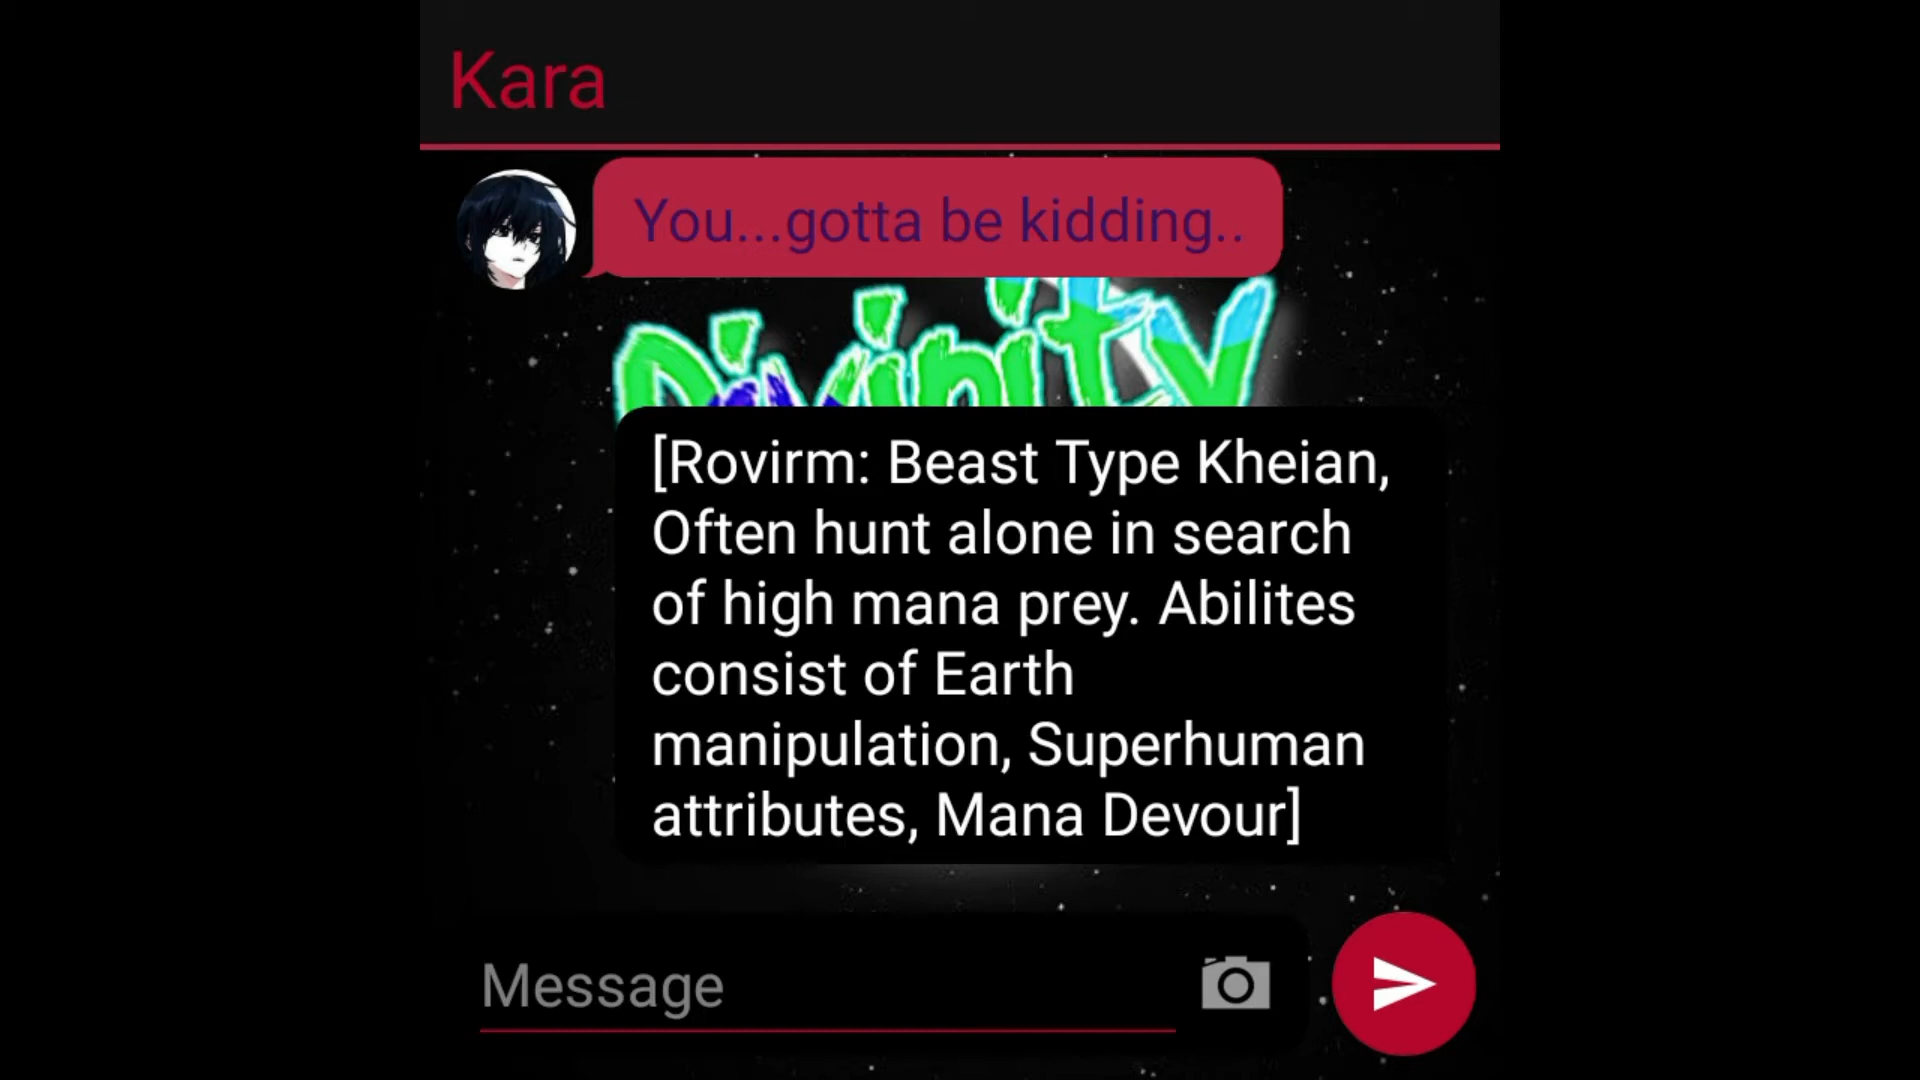 Kara
You...gotta be kidding..
Divinity
[Rovirm: Beast Type Kheian,
Often hunt alone in search
of high mana prey. Abilites
consist of Earth
manipulation, Superhuman
attributes, Mana Devour]
Message